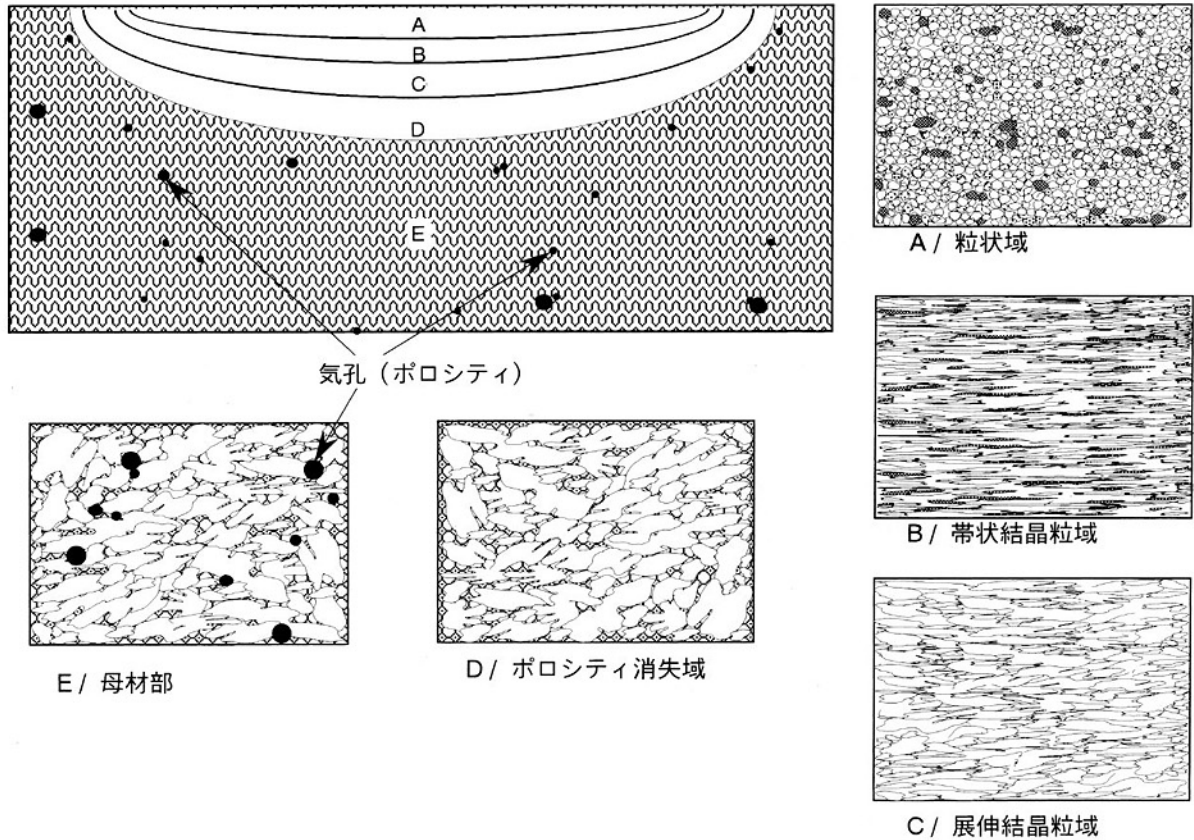 A
B
C
D
E
気孔（ポロシティ）
A / 粒状域
B / 帯状結晶粒域
C / 展伸結晶粒域
D / ポロシティ消失域
E / 母材部